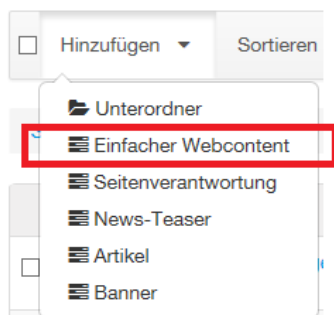 Hinzufügen Sortieren
Unterordner
Einfacher Webcontent
Seitenverantwortung
News-Teaser
Artikel
Banner